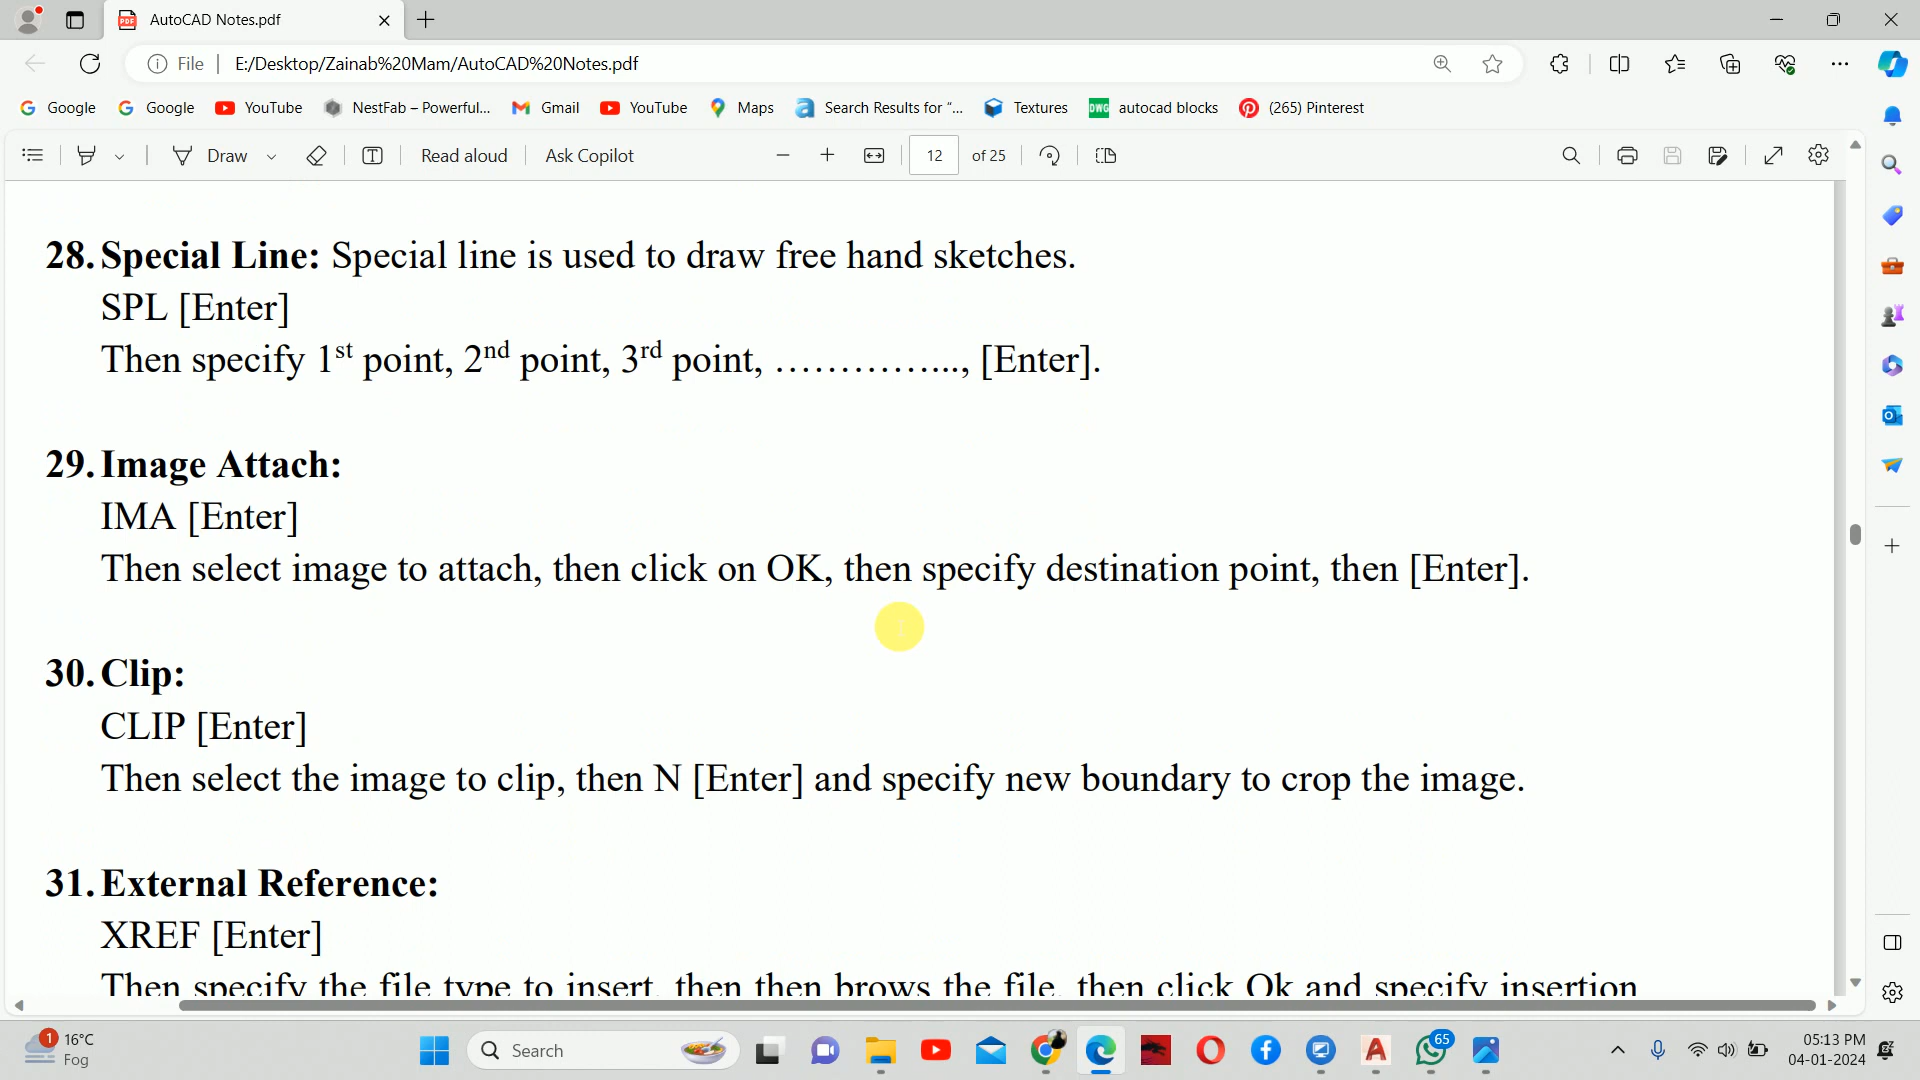 AutoCAD Notes.pdf
File
E:/Desktop/Zainab%20Mam/AutoCAD%20Notes.pdf
Google
Google
YouTube
NestFab – Powerful...
Gmail
YouTube
Maps
Search Results for “...
Textures
autocad blocks
(265) Pinterest
Draw
Read aloud
Ask Copilot
12
of 25
28. Special Line: Special line is used to draw free hand sketches.
SPL [Enter]
Then specify 1st point, 2nd point, 3rd point, ……………..., [Enter].
29. Image Attach:
IMA [Enter]
Then select image to attach, then click on OK, then specify destination point, then [Enter].
30. Clip:
CLIP [Enter]
Then select the image to clip, then N [Enter] and specify new boundary to crop the image.
31. External Reference:
XREF [Enter]
Then specify the file type to insert, then then brows the file, then click Ok and specify insertion
1
16°C
Fog
Search
65
05:13 PM
04-01-2024